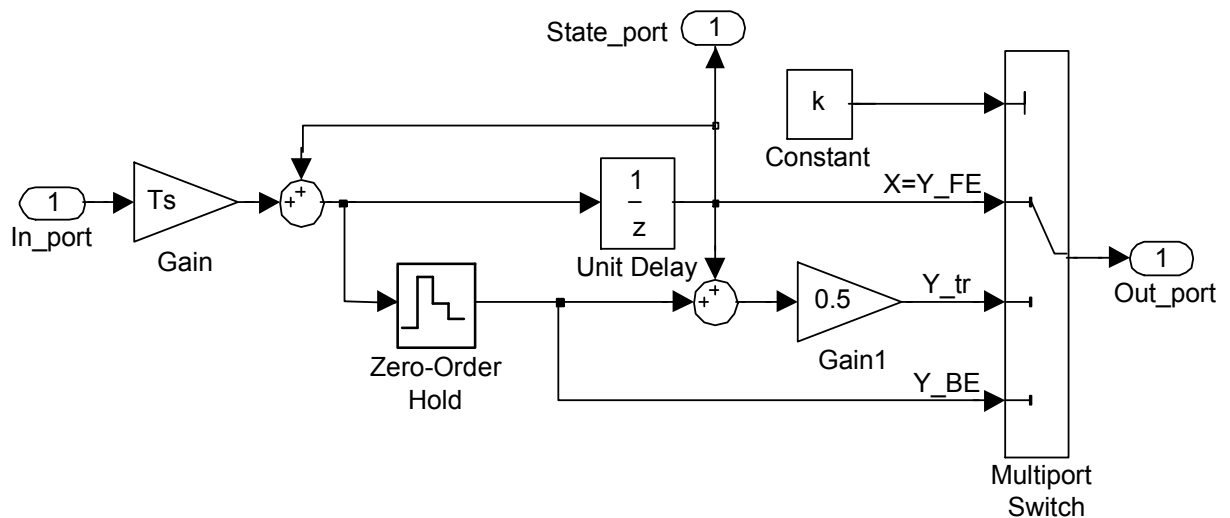 State_port
1
k
Constant
X=Y_FE
1
In_port
Ts
Gain
+
+
1
z
Unit Delay
Zero-Order
Hold
+
+
0.5
Gain1
Y_tr
Y_BE
1
Out_port
Multiport
Switch